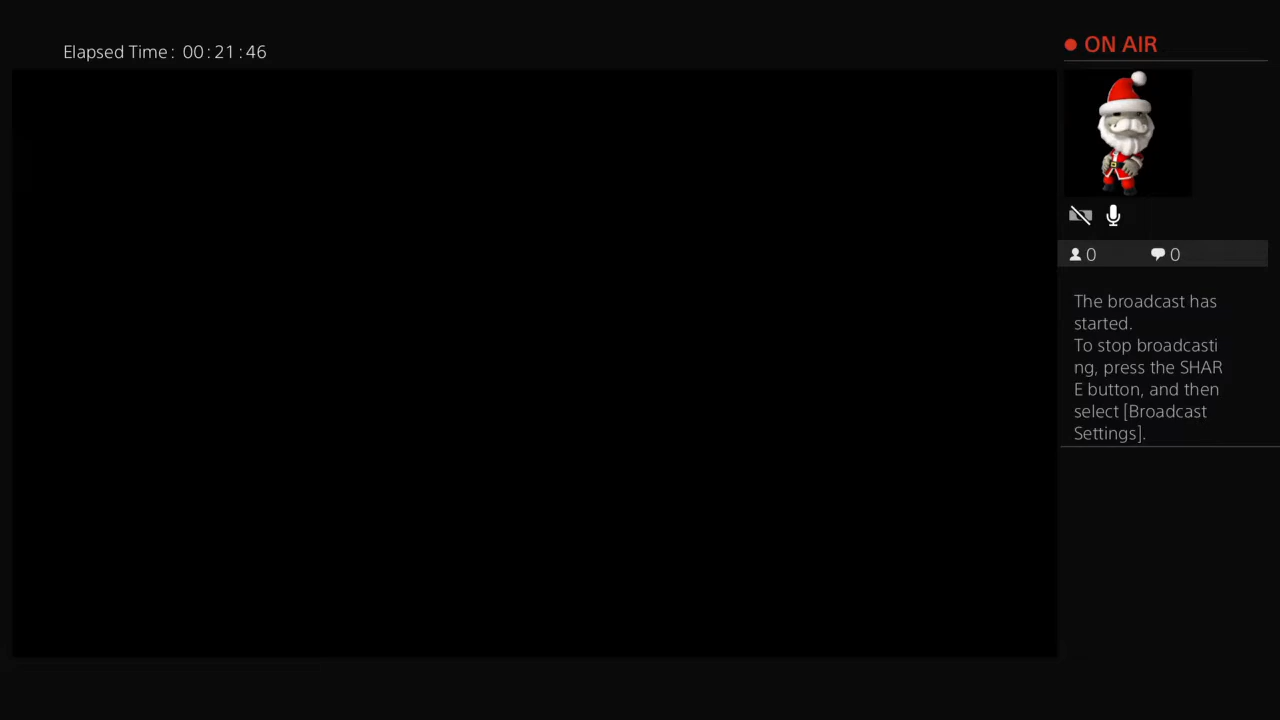 Elapsed Time: 00:21:46
ON AIR
0 0
The broadcast has
started.
To stop broadcasti
ng, press the SHAR
E button, and then
select [Broadcast
Settings].